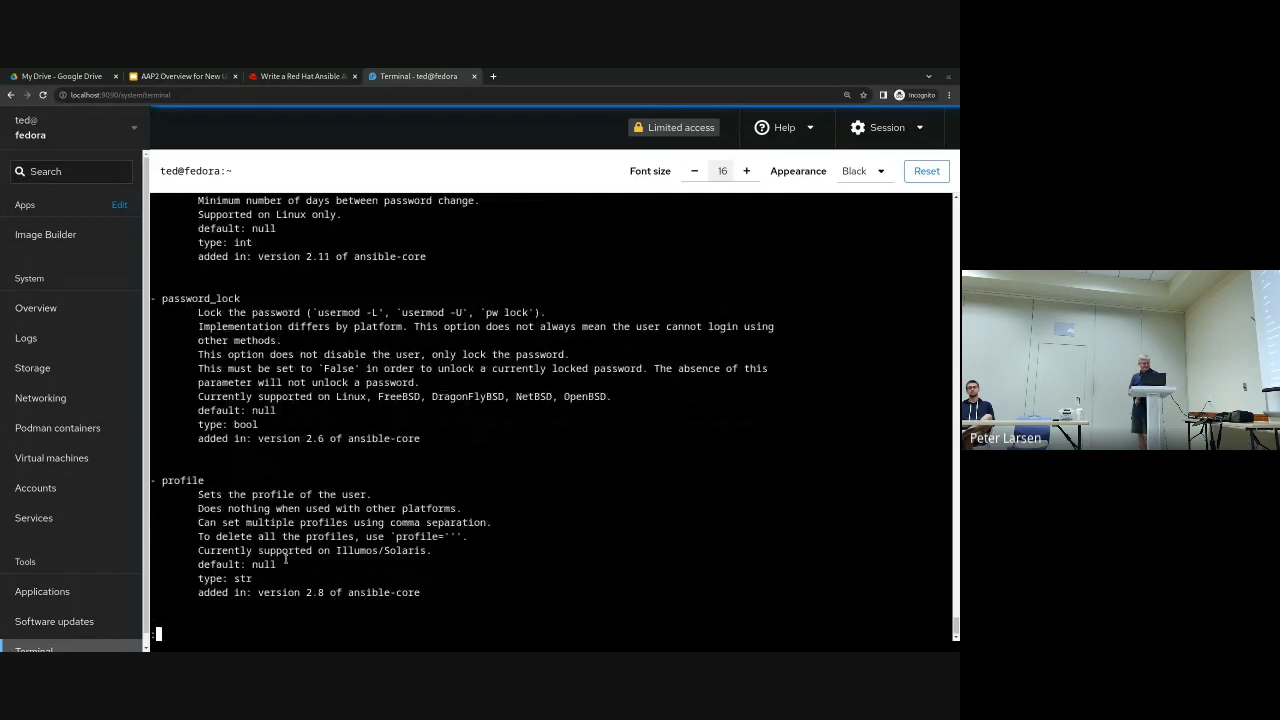 My Drive - Google Drive
AAP2 Overview for New U
Write a Red Hat Ansible A
Terminal - ted@fedora
localhost:9090/system/terminal
Incognito
ted@
fedora
Limited access
Help
Session
Search
ted@fedora:~
Font size
16
Appearance
Black
Reset
Apps
Edit
Image Builder
System
Overview
Logs
Storage
Networking
Podman containers
Virtual machines
Accounts
Services
Tools
Applications
Software updates
Terminal
Minimum number of days between password change.
Supported on Linux only.
default: null
type: int
added in: version 2.11 of ansible-core
- password_lock
Lock the password (`usermod -L', `usermod -U', `pw lock').
Implementation differs by platform. This option does not always mean the user cannot login using
other methods.
This option does not disable the user, only lock the password.
This must be set to `False' in order to unlock a currently locked password. The absence of this
parameter will not unlock a password.
Currently supported on Linux, FreeBSD, DragonFlyBSD, NetBSD, OpenBSD.
default: null
type: bool
added in: version 2.6 of ansible-core
- profile
Sets the profile of the user.
Does nothing when used with other platforms.
Can set multiple profiles using comma separation.
To delete all the profiles, use `profile='''.
Currently supported on Illumos/Solaris.
default: null
type: str
added in: version 2.8 of ansible-core
:
Peter Larsen